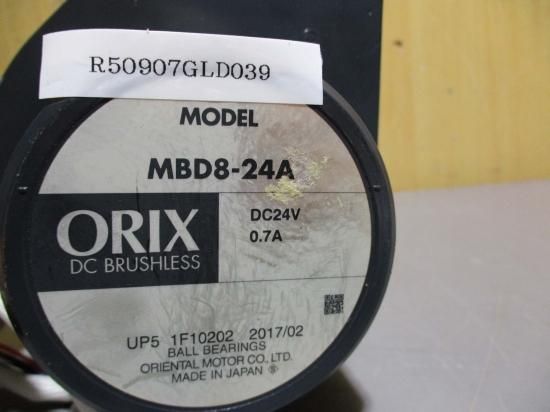 R50907GLD039
MODEL
MBD8-24A
ORIX
DC BRUSHLESS
DC24V
0.7A
UP5 1F10202 2017/02
BALL BEARINGS
ORIENTAL MOTOR CO., LTD.
MADE IN JAPAN Ⓢ